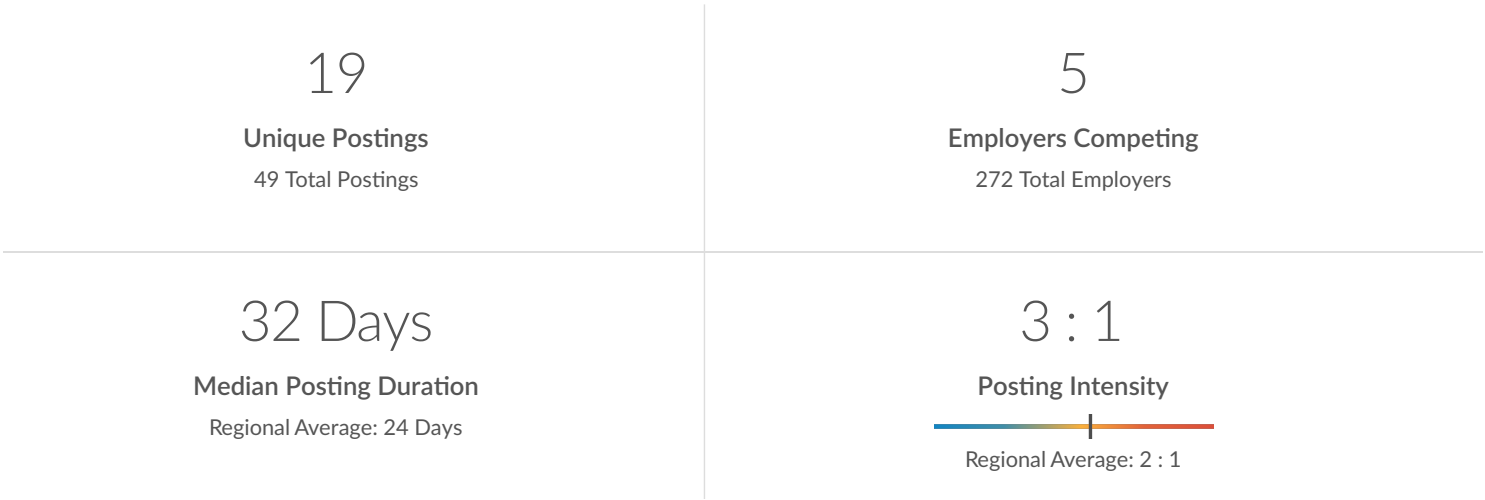 19
Unique Postings
49 Total Postings
5
Employers Competing
272 Total Employers
32 Days
Median Posting Duration
Regional Average: 24 Days
3 : 1
Posting Intensity
Regional Average: 2 : 1